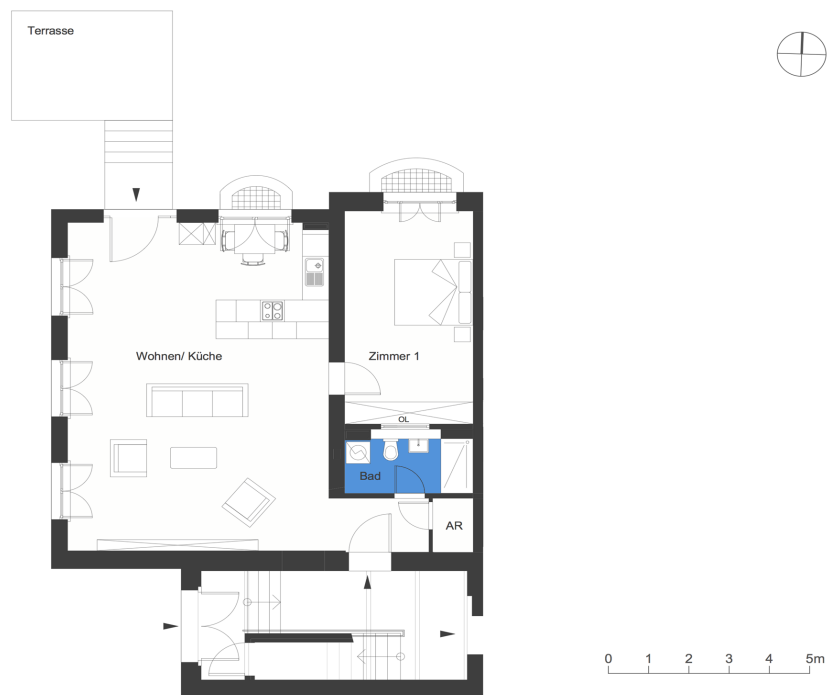 Terrasse
Wohnen/ Küche
Zimmer 1
OL
Bad
AR
0 1 2 3 4 5m